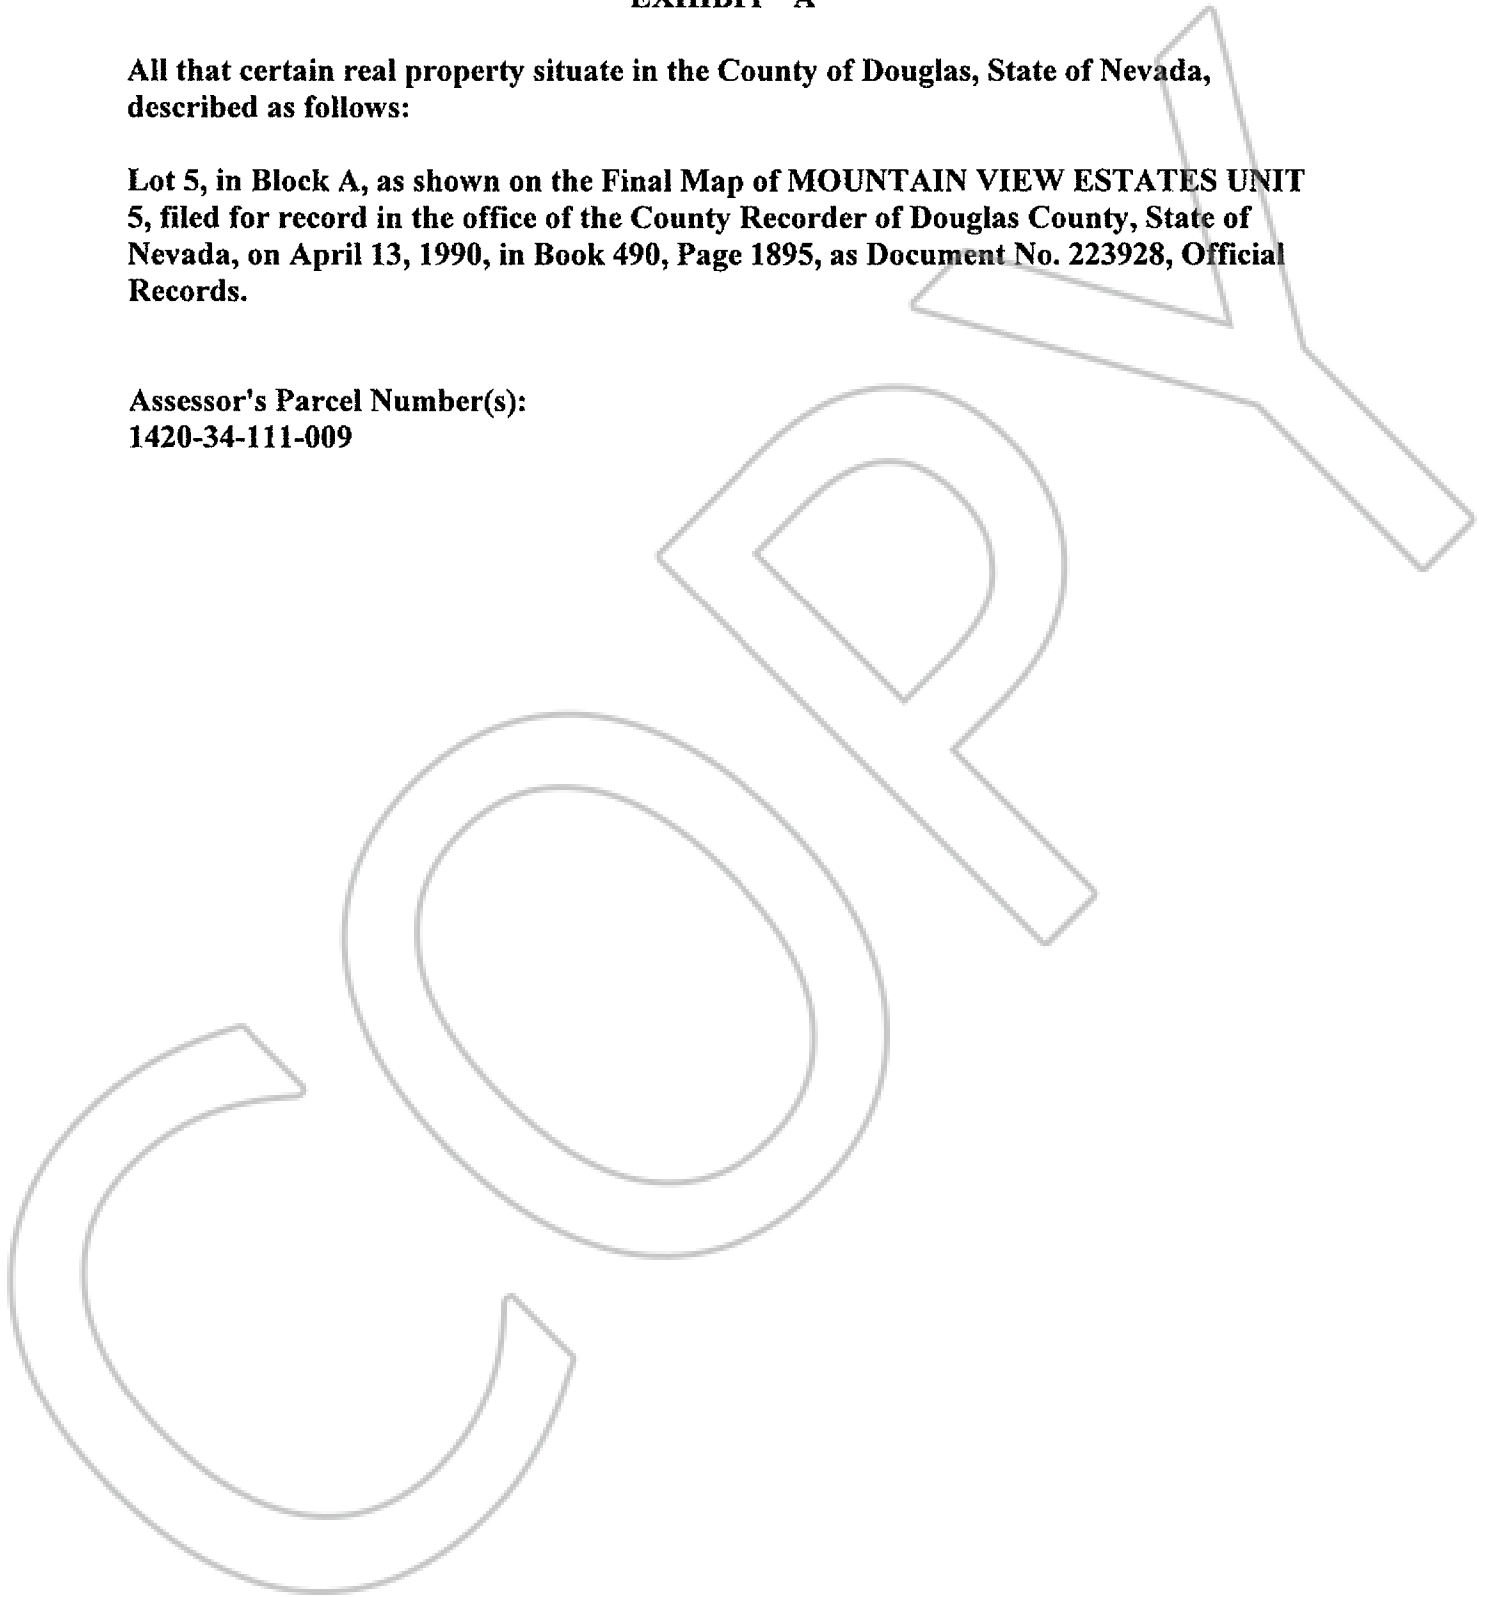 EXHIBIT "A"
All that certain real property situate in the County of Douglas, State of Nevada,
described as follows:
Lot 5, in Block A, as shown on the Final Map of MOUNTAIN VIEW ESTATES UNIT
5, filed for record in the office of the County Recorder of Douglas County, State of
Nevada, on April 13, 1990, in Book 490, Page 1895, as Document No. 223928, Official
Records.
Assessor's Parcel Number(s):
1420-34-111-009
COPY